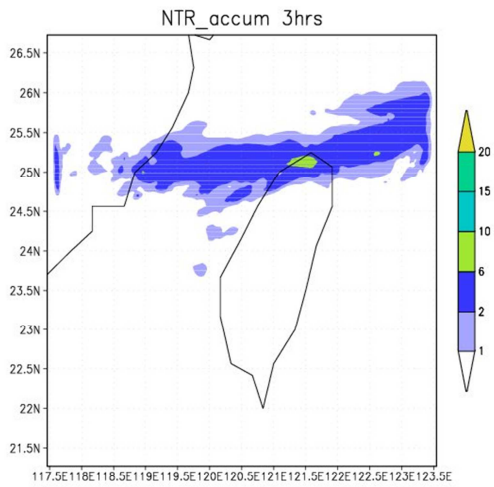 NTR_accum 3hrs
26.5N
26N
25.5N
25N
24.5N
24N
23.5N
23N
22.5N
22N
21.5N
20
15
10
6
2
1
117.5E118E118.5E119E119.5E120E120.5E121E121.5E122E122.5E123E123.5E